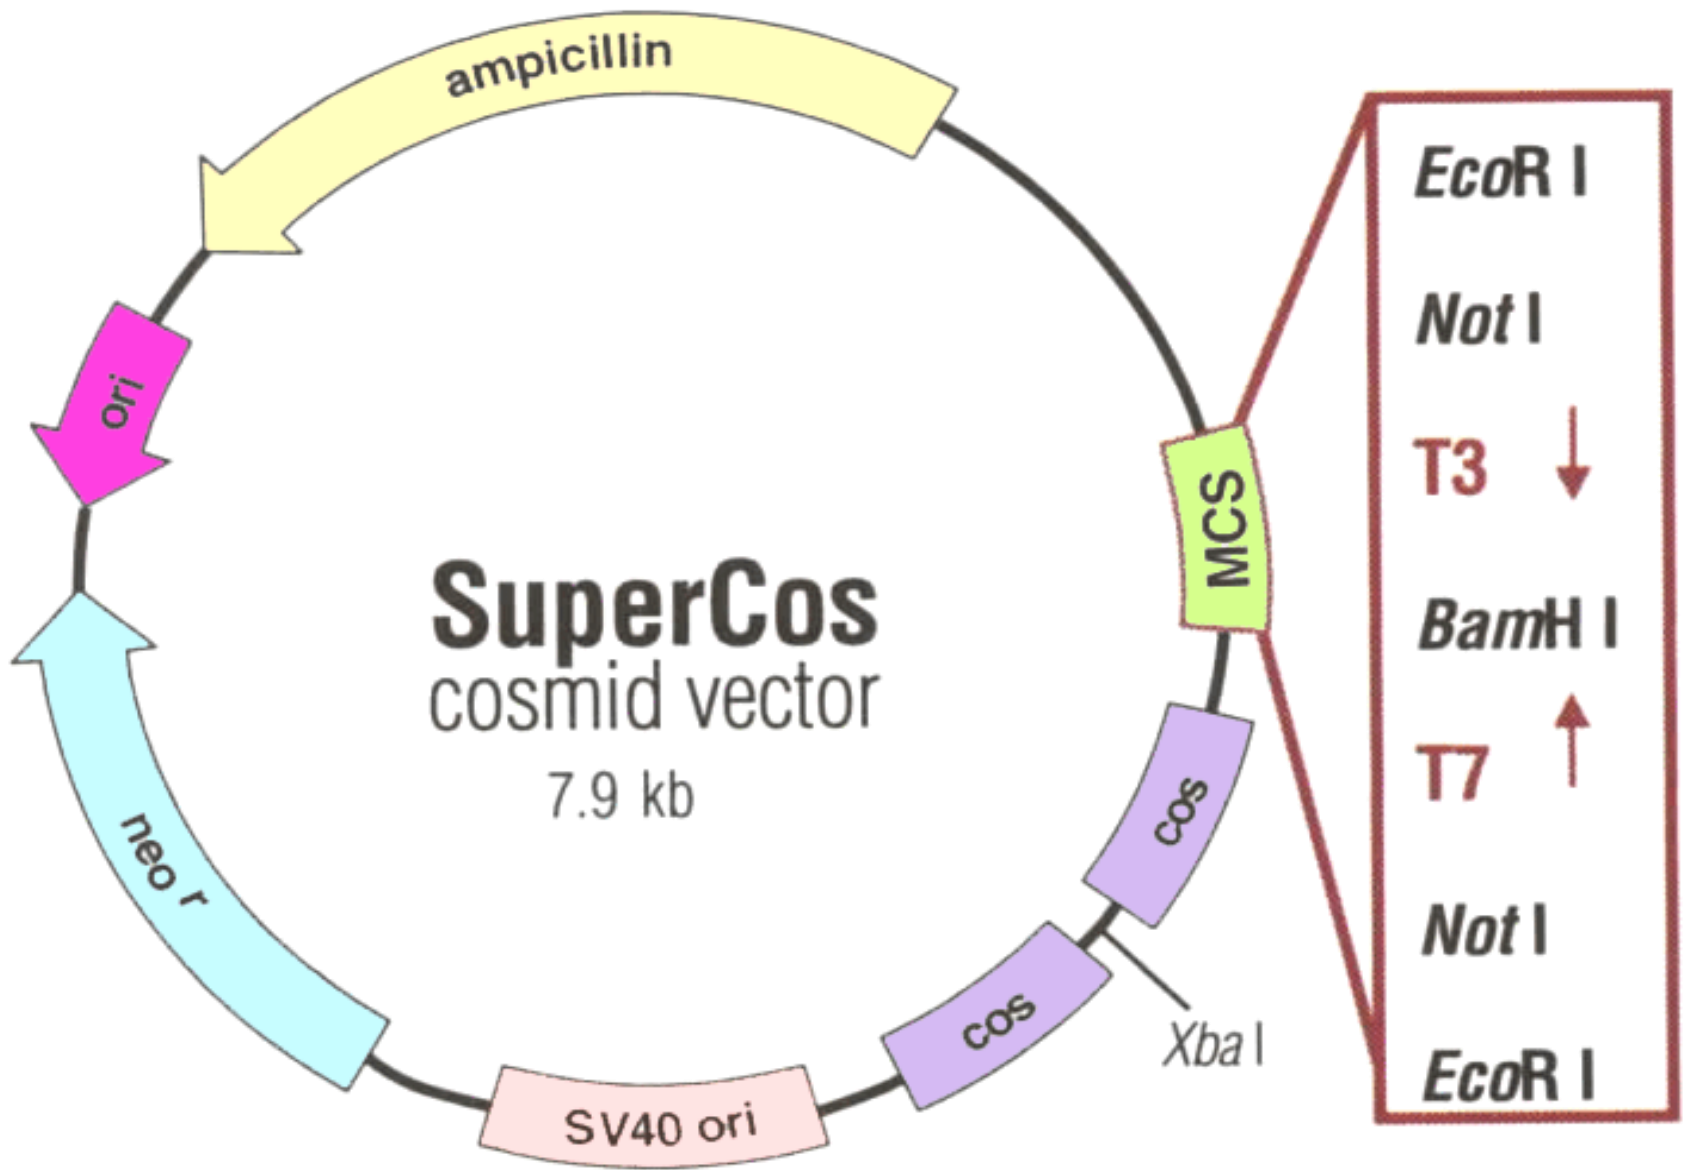 ampicillin
ori
neo r
SuperCos
cosmid vector
7.9 kb
MCS
cos
cos
Xba I
SV40 ori
EcoR I
Not I
T3 ↓
BamH I
T7 ↑
Not I
EcoR I